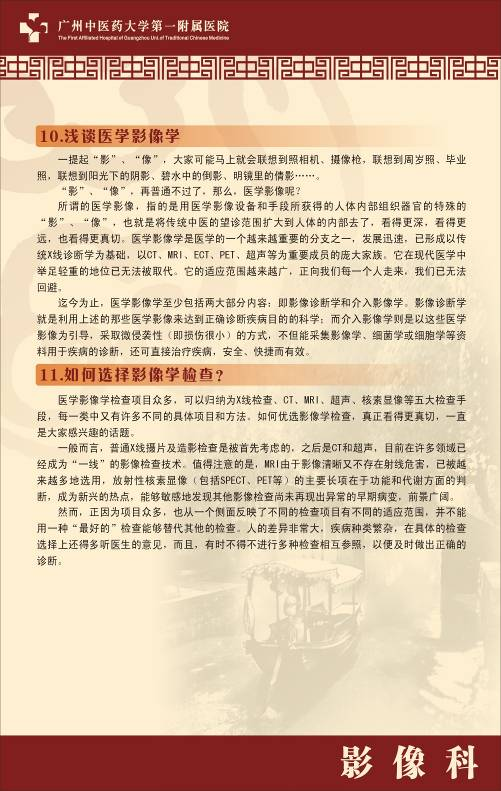 广州中医药大学第一附属医院
The First Affiliated Hospital of Guangzhou Uni.of Traditional Chinese Medicine
10.浅谈医学影像学
一提起“影”、“像”，大家可能马上就会联想到照相机、摄像枪，联想到周岁照、毕业
照，联想到阳光下的阴影、碧水中的倒影、明镜里的倩影……。
“影”、“像”，再普通不过了，那么，医学影像呢？
所谓的医学影像，指的是用医学影像设备和手段所获得的人体内部组织器官的特殊的
“影”、“像”，也就是将传统中医的望诊范围扩大到人体的内部去了，看得更深，看得更
远，也看得更真切。医学影像学是医学的一个越来越重要的分支之一，发展迅速，已形成以传
统X线诊断学为基础，以CT、MRI、ECT、PET、超声等为重要成员的庞大家族。它在现代医学中
举足轻重的地位已无法被取代。它的适应范围越来越广，正向我们每一个人走来，我们已无法
回避。
迄今为止，医学影像学至少包括两大部分内容：即影像诊断学和介入影像学。影像诊断学
就是利用上述的那些医学影像来达到正确诊断疾病目的的科学；而介入影像学则是以这些医学
影像为引导，采取微侵袭性（即损伤很小）的方式，不但能采集影像学、细菌学或细胞学等资
料用于疾病的诊断，还可直接治疗疾病，安全、快捷而有效。
11.如何选择影像学检查？
医学影像学检查项目众多，可以归纳为X线检查、CT、MRI、超声、核素显像等五大检查手
段，每一类中又有许多不同的具体项目和方法。如何优选影像学检查，真正看得更真切，一直
是大家感兴趣的话题。
一般而言，普通X线摄片及造影检查是被首先考虑的，之后是CT和超声，目前在许多领域已
经成为“一线”的影像检查技术。值得注意的是，MRI由于影像清晰又不存在射线危害，已被越
来越多地选用，放射性核素显像（包括SPECT、PET等）的主要长项在于功能和代谢方面的判
断，成为新兴的热点，能够敏感地发现其他影像检查尚未再现出异常的早期病变，前景广阔。
然而，正因为项目众多，也从一个侧面反映了不同的检查项目有不同的适应范围，并不能
用一种“最好的”检查能够替代其他的检查。人的差异非常大，疾病种类繁杂，在具体的检查
选择上还得多听医生的意见，而且，有时不得不进行多种检查相互参照，以便及时做出正确的
诊断。
影像科